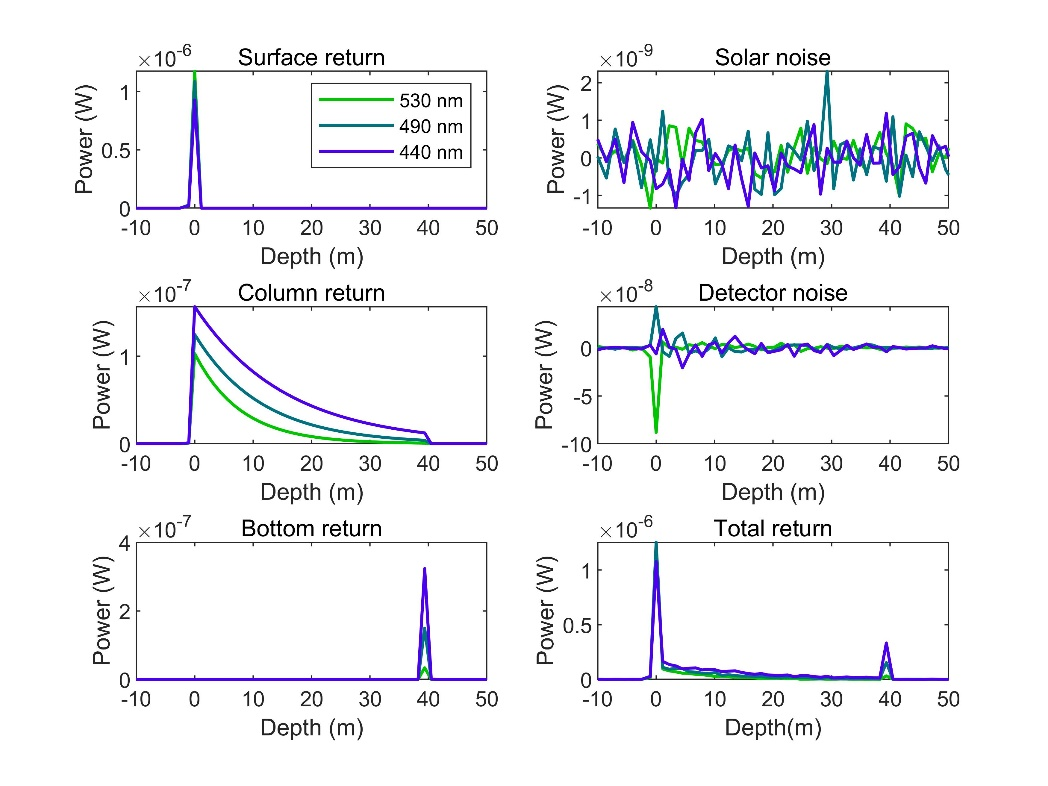 ×10⁻⁶
Surface return
Power (W)
1
0.5
0
-10 0 10 20 30 40 50
Depth (m)
530 nm
490 nm
440 nm
×10⁻⁹
Solar noise
Power (W)
2
1
0
-1
-10 0 10 20 30 40 50
Depth (m)
×10⁻⁷
Column return
Power (W)
1
0
-10 0 10 20 30 40 50
Depth (m)
×10⁻⁸
Detector noise
Power (W)
0
-5
-10
-10 0 10 20 30 40 50
Depth (m)
×10⁻⁷
Bottom return
Power (W)
4
2
0
-10 0 10 20 30 40 50
Depth (m)
×10⁻⁶
Total return
Power (W)
1
0.5
0
-10 0 10 20 30 40 50
Depth(m)